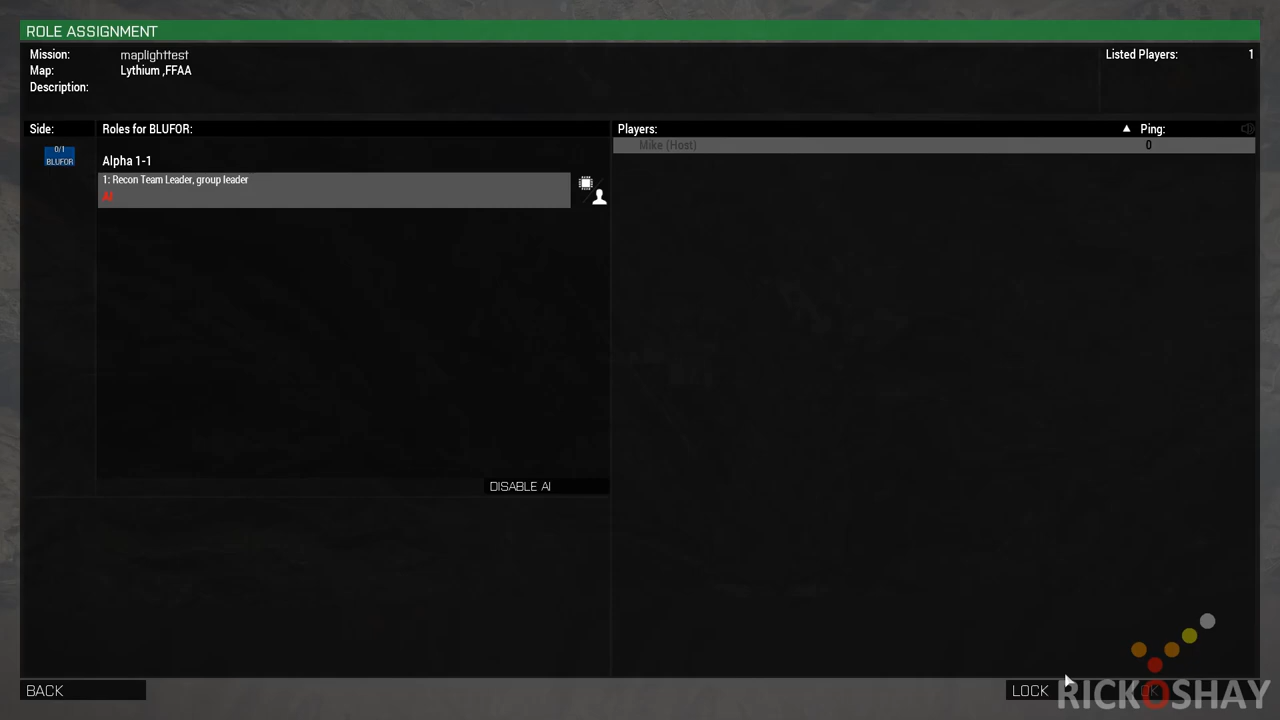 ROLE ASSIGNMENT
Mission: maplighttest
Map: Lythium ,FFAA
Description:
Listed Players: 1
Side:
Roles for BLUFOR:
Players:
Ping:
0/1
BLUFOR
Alpha 1-1
1: Recon Team Leader, group leader
AI
Mike (Host)
0
DISABLE AI
BACK
LOCK
OK
RICKOSHAY